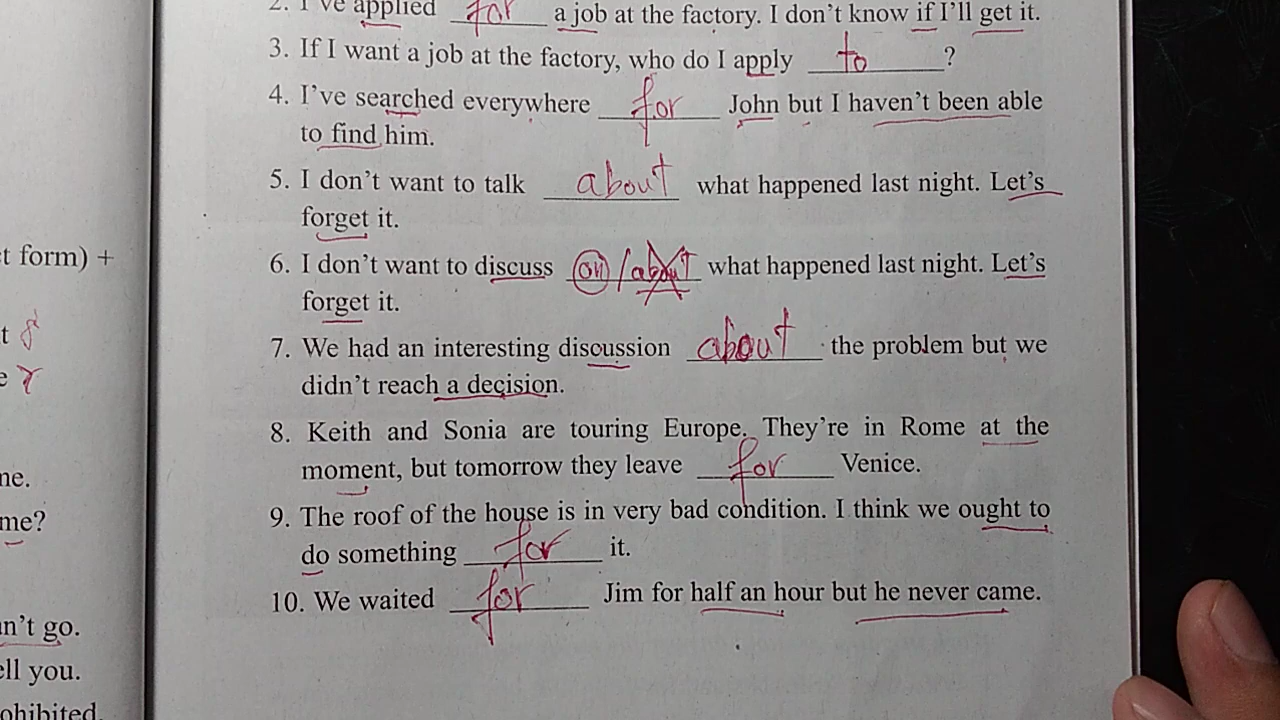 2. I've applied for a job at the factory. I don't know if I'll get it.
3. If I want a job at the factory, who do I apply to ?
4. I've searched everywhere for John but I haven't been able
to find him.
5. I don't want to talk about what happened last night. Let's
forget it.
6. I don't want to discuss on / about what happened last night. Let's
forget it.
7. We had an interesting discussion about the problem but we
didn't reach a decision.
8. Keith and Sonia are touring Europe. They're in Rome at the
moment, but tomorrow they leave for Venice.
9. The roof of the house is in very bad condition. I think we ought to
do something for it.
10. We waited for Jim for half an hour but he never came.
t form) +
t
e
ne.
me?
n't go.
ell you.
ohibited.